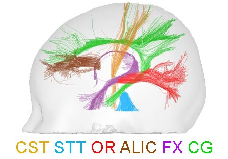 CST STT OR ALIC FX CG